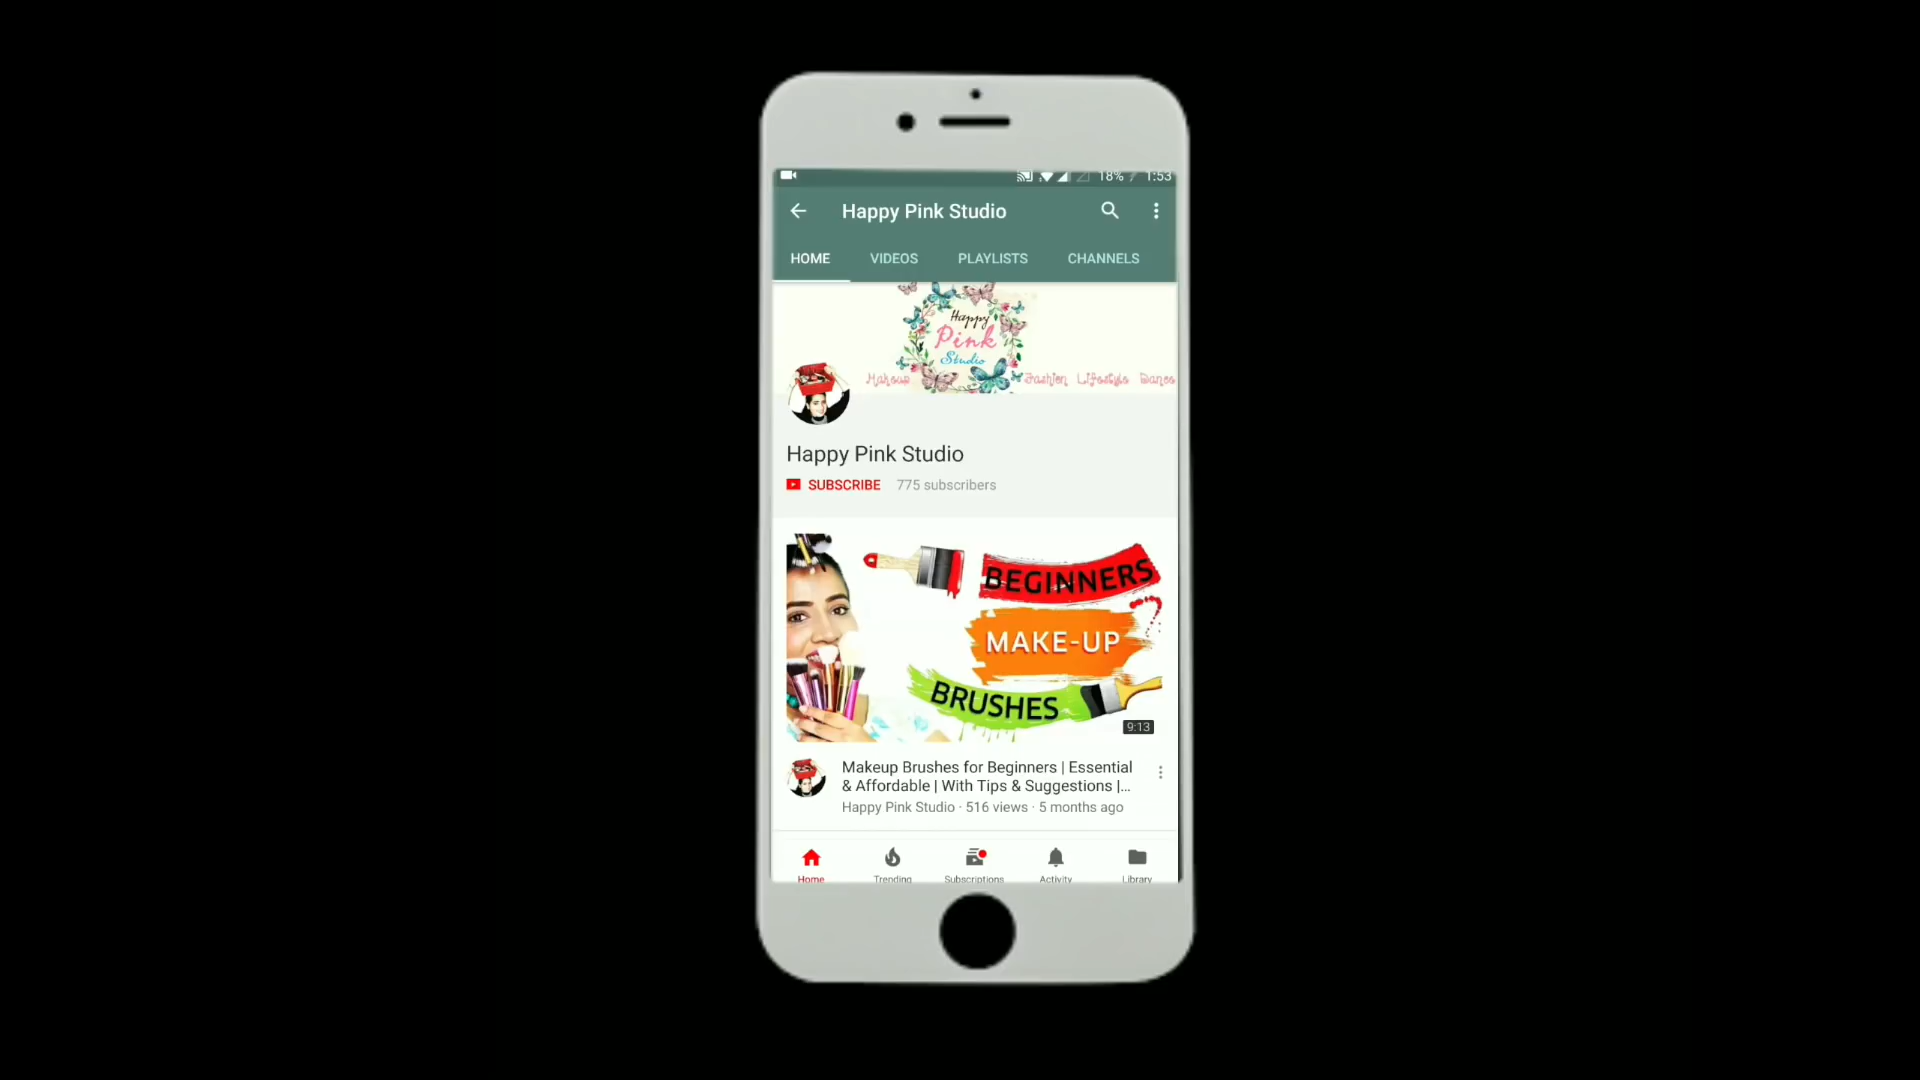 18% 1:53
Happy Pink Studio
HOME VIDEOS PLAYLISTS CHANNELS
Happy
Pink
Studio
Makeup Fashion Lifestyle Dance
Happy Pink Studio
SUBSCRIBE 775 subscribers
BEGINNERS
MAKE-UP
BRUSHES
9:13
Makeup Brushes for Beginners | Essential
& Affordable | With Tips & Suggestions |...
Happy Pink Studio · 516 views · 5 months ago
Home Trending Subscriptions Activity Library